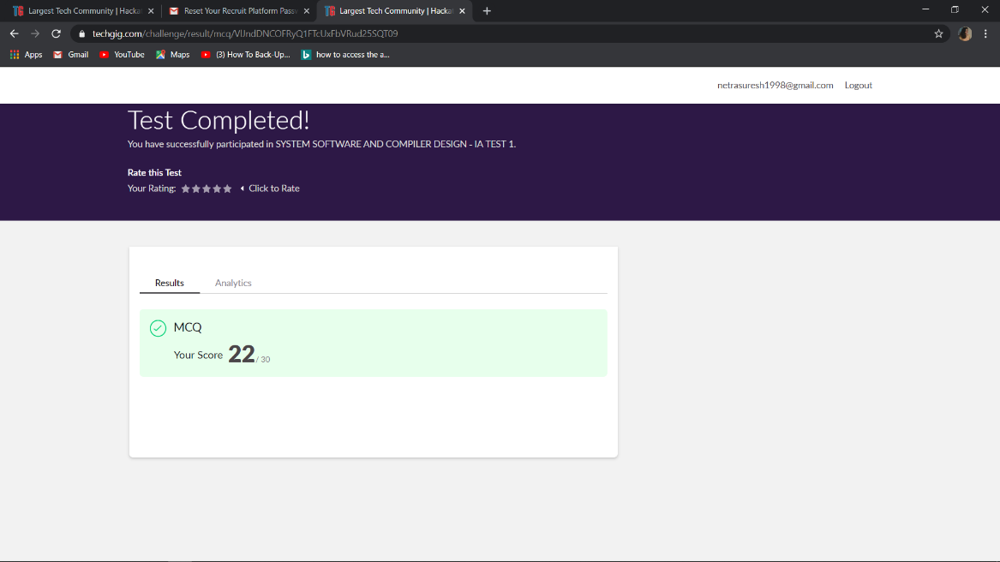 Largest Tech Community | Hacka
Reset Your Recruit Platform Passw
Largest Tech Community | Hacka
techgig.com/challenge/result/mcq/VlJndDNCOFRyQ1FTcUxFbVRud25SQT09
Apps
Gmail
YouTube
Maps
(3) How To Back-Up...
how to access the a...
netrasuresh1998@gmail.com
Logout
Test Completed!
You have successfully participated in SYSTEM SOFTWARE AND COMPILER DESIGN - IA TEST 1.
Rate this Test
Your Rating:
Click to Rate
Results
Analytics
MCQ
Your Score 22 / 30